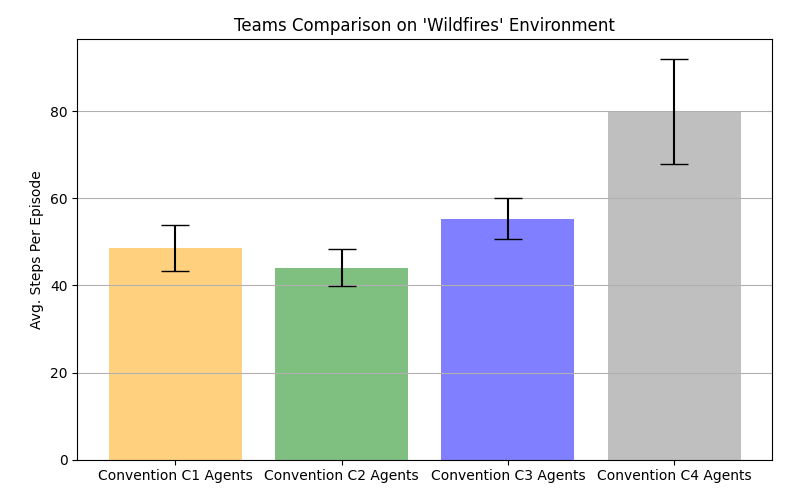 Teams Comparison on 'Wildfires' Environment
Avg. Steps Per Episode
80
60
40
20
0
Convention C1 Agents Convention C2 Agents Convention C3 Agents Convention C4 Agents